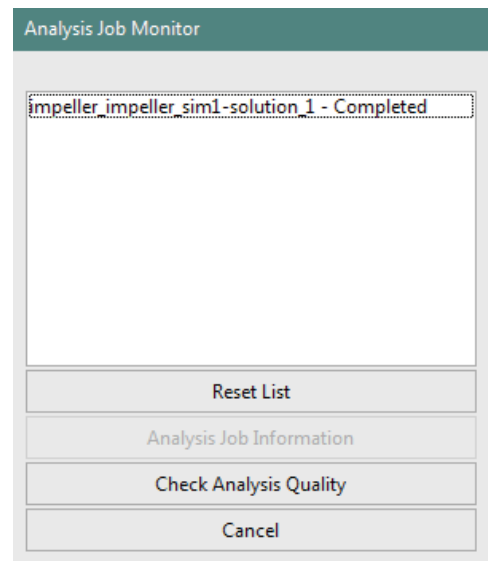 Analysis Job Monitor
impeller_impeller_sim1-solution_1 - Completed
Reset List
Analysis Job Information
Check Analysis Quality
Cancel